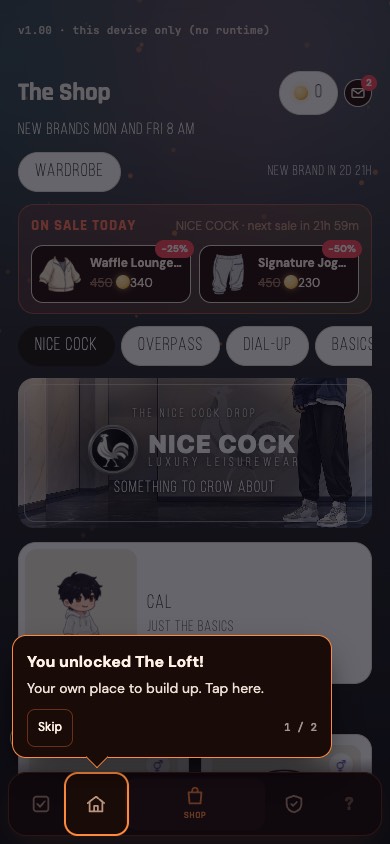 v1.00 · this device only (no runtime)
The Shop
0
2
NEW BRANDS MON AND FRI 8 AM
WARDROBE
NEW BRAND IN 2D 21H
ON SALE TODAY
NICE COCK · next sale in 21h 59m
-25%
Waffle Lounge...
450 340
-50%
Signature Jog...
450 230
NICE COCK
OVERPASS
DIAL-UP
BASICS
THE NICE COCK DROP
NICE COCK
LUXURY LEISUREWEAR
SOMETHING TO CROW ABOUT
CAL
JUST THE BASICS
You unlocked The Loft!
Your own place to build up. Tap here.
Skip
1 / 2
SHOP
?